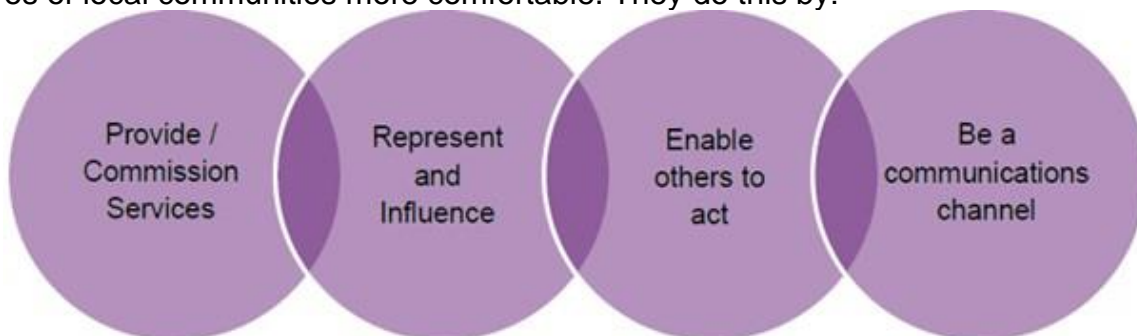 of local communities more comfortable. They do this by:
Provide /
Commission
Services
Represent
and
Influence
Enable
others to
act
Be a
communications
channel